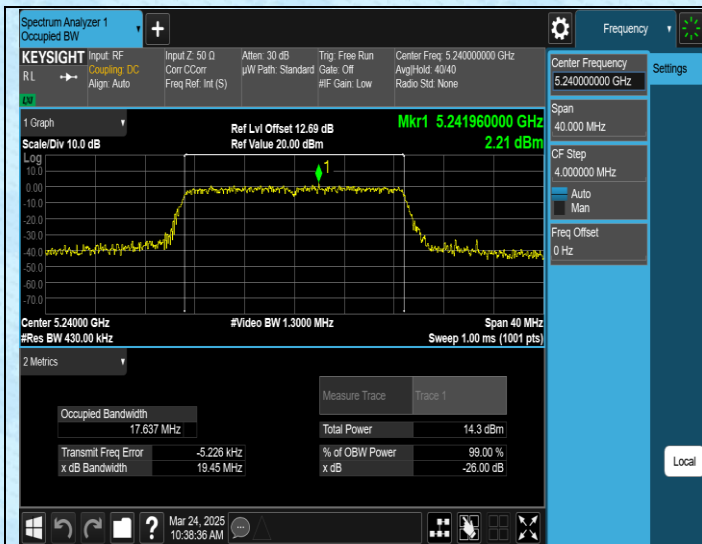 Spectrum Analyzer 1
Occupied BW
Frequency
KEYSIGHT
RL
LXI
Input: RF
Coupling: DC
Align: Auto
Input Z: 50 Ω
Corr CCorr
Freq Ref: Int (S)
Atten: 30 dB
µW Path: Standard
Trig: Free Run
Gate: Off
#IF Gain: Low
Center Freq: 5.240000000 GHz
Avg|Hold: 40/40
Radio Std: None
Center Frequency
5.240000000 GHz
Settings
Span
40.000 MHz
CF Step
4.000000 MHz
Auto
Man
Freq Offset
0 Hz
1 Graph
Scale/Div 10.0 dB
Ref Lvl Offset 12.69 dB
Ref Value 20.00 dBm
Mkr1 5.241960000 GHz
2.21 dBm
Log
10.0
0.00
-10.0
-20.0
-30.0
-40.0
-50.0
-60.0
-70.0
1
Center 5.24000 GHz
#Res BW 430.00 kHz
#Video BW 1.3000 MHz
Span 40 MHz
Sweep 1.00 ms (1001 pts)
2 Metrics
Measure Trace
Trace 1
Occupied Bandwidth
17.637 MHz
Total Power
14.3 dBm
Transmit Freq Error
-5.226 kHz
% of OBW Power
99.00 %
x dB Bandwidth
19.45 MHz
x dB
-26.00 dB
Local
?
Mar 24, 2025
10:38:36 AM